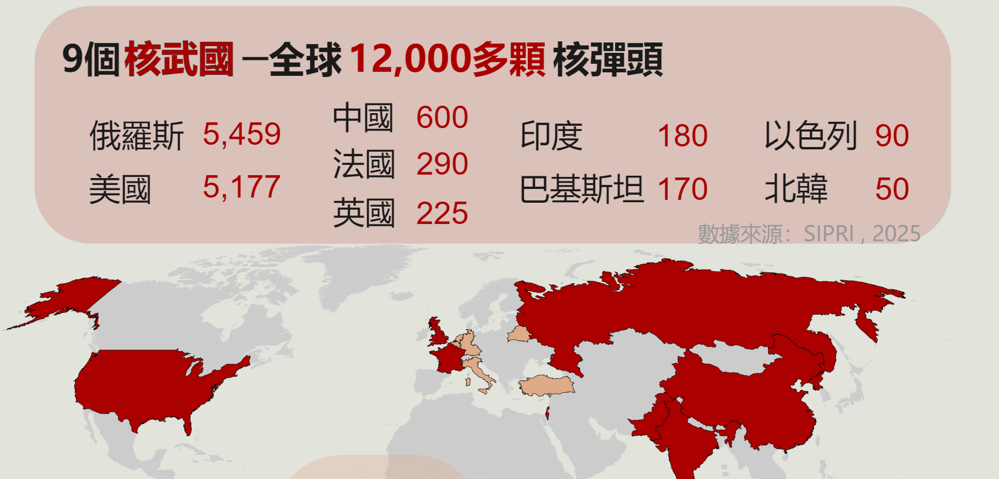 9個核武國 —全球 12,000多顆 核彈頭
俄羅斯 5,459
美國 5,177
中國 600
法國 290
英國 225
印度 180
巴基斯坦 170
以色列 90
北韓 50
數據來源：SIPRI , 2025